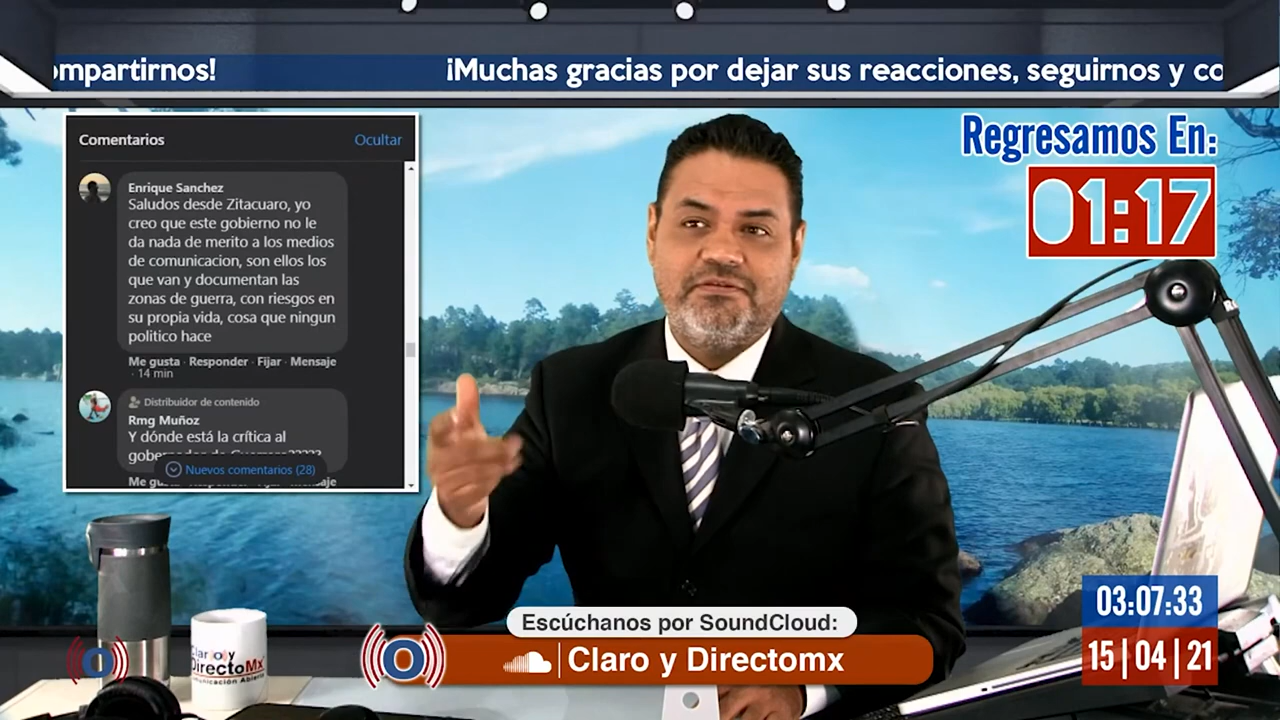 ompartirnos!
¡Muchas gracias por dejar sus reacciones, seguirnos y co
Comentarios
Ocultar
Enrique Sanchez
Saludos desde Zitacuaro, yo
creo que este gobierno no le
da nada de merito a los medios
de comunicacion, son ellos los
que van y documentan las
zonas de guerra, con riesgos en
su propia vida, cosa que ningun
politico hace
Me gusta · Responder · Fijar · Mensaje
· 14 min
Distribuidor de contenido
Rmg Muñoz
Y dónde está la crítica al
Nuevos comentarios (28)
Regresamos En:
01:17
Claro y
DirectoMx
Comunicación Abierta
Escúchanos por SoundCloud:
Claro y Directomx
03:07:33
15 | 04 | 21